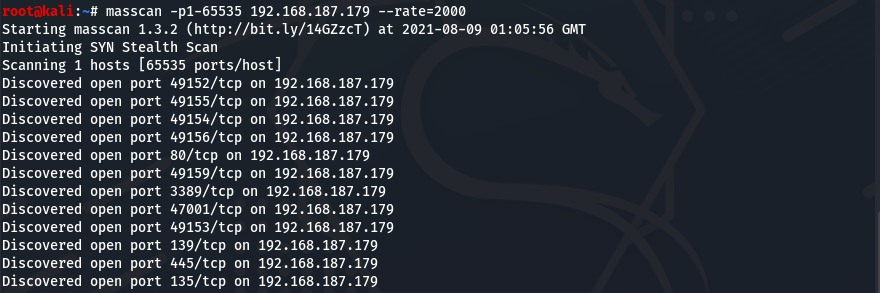 root@kali:~# masscan -p1-65535 192.168.187.179 --rate=2000
Starting masscan 1.3.2 (http://bit.ly/14GZzcT) at 2021-08-09 01:05:56 GMT
Initiating SYN Stealth Scan
Scanning 1 hosts [65535 ports/host]
Discovered open port 49152/tcp on 192.168.187.179
Discovered open port 49155/tcp on 192.168.187.179
Discovered open port 49154/tcp on 192.168.187.179
Discovered open port 49156/tcp on 192.168.187.179
Discovered open port 80/tcp on 192.168.187.179
Discovered open port 49159/tcp on 192.168.187.179
Discovered open port 3389/tcp on 192.168.187.179
Discovered open port 47001/tcp on 192.168.187.179
Discovered open port 49153/tcp on 192.168.187.179
Discovered open port 139/tcp on 192.168.187.179
Discovered open port 445/tcp on 192.168.187.179
Discovered open port 135/tcp on 192.168.187.179